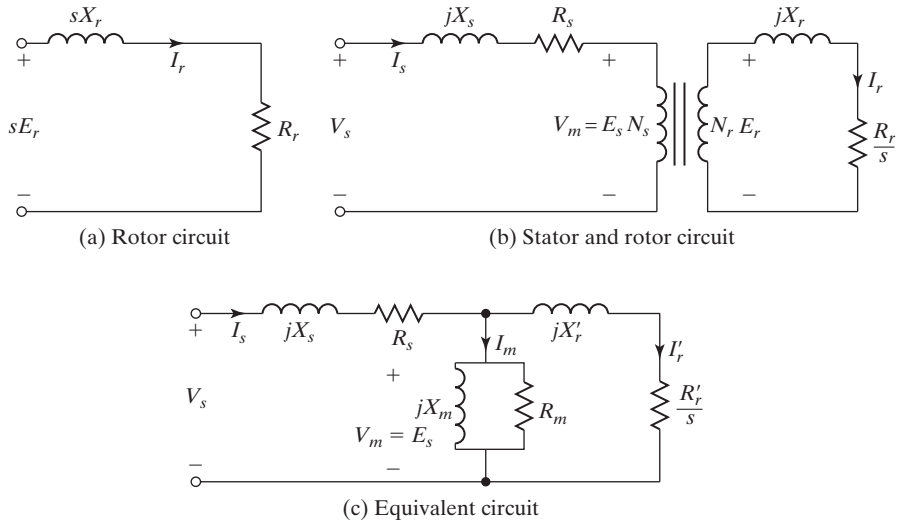 sX_r
+
I_r
sE_r
R_r
−
(a) Rotor circuit
jX_s
R_s
jX_r
+
I_s
+
+
I_r
V_s
V_m = E_s N_s
N_r E_r
R_r/s
−
−
−
(b) Stator and rotor circuit
+
I_s
jX_s
R_s
jX′_r
I_m
I′_r
+
V_s
jX_m
R_m
R′_r/s
V_m = E_s
−
−
(c) Equivalent circuit